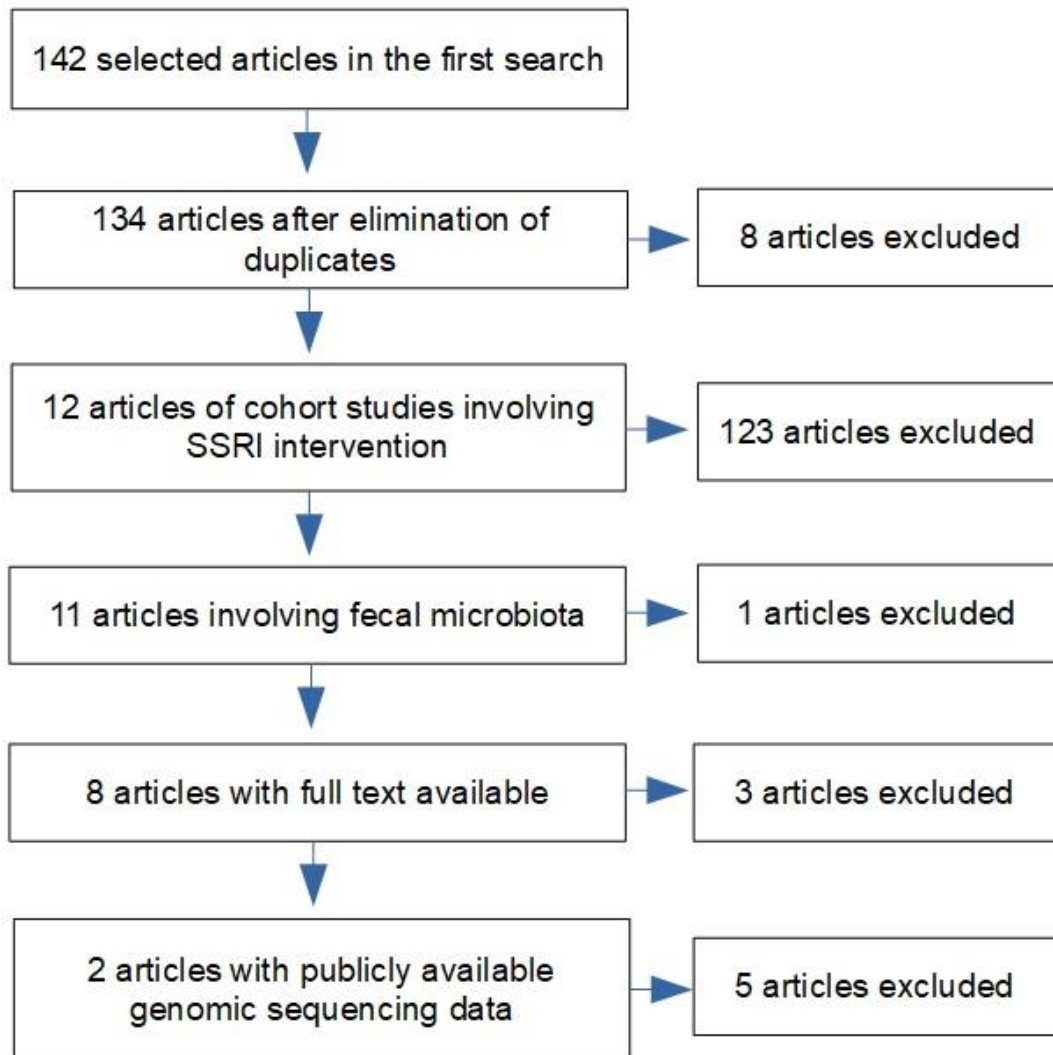 142 selected articles in the first search
134 articles after elimination of
duplicates
8 articles excluded
12 articles of cohort studies involving
SSRI intervention
123 articles excluded
11 articles involving fecal microbiota
1 articles excluded
8 articles with full text available
3 articles excluded
2 articles with publicly available
genomic sequencing data
5 articles excluded